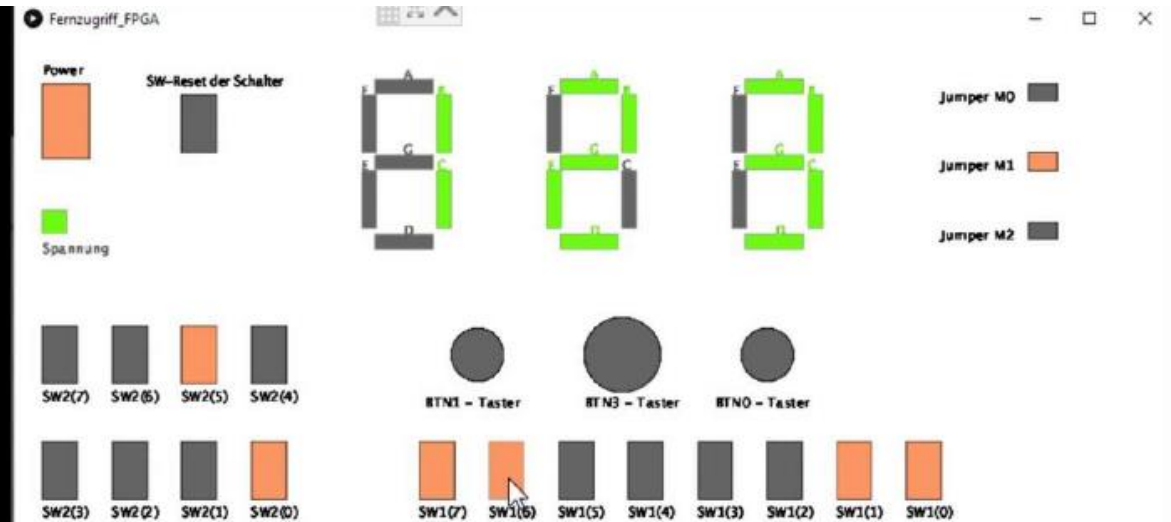 Fernzugriff_FPGA
Power
SW-Reset der Schalter
Spannung
A
F
B
G
E
C
D
A
F
B
G
E
C
D
A
F
B
G
E
C
D
Jumper M0
Jumper M1
Jumper M2
SW2(7) SW2(6) SW2(5) SW2(4)
BTN1 - Taster BTN3 - Taster BTN0 - Taster
SW2(3) SW2(2) SW2(1) SW2(0) SW1(7) SW1(6) SW1(5) SW1(4) SW1(3) SW1(2) SW1(1) SW1(0)